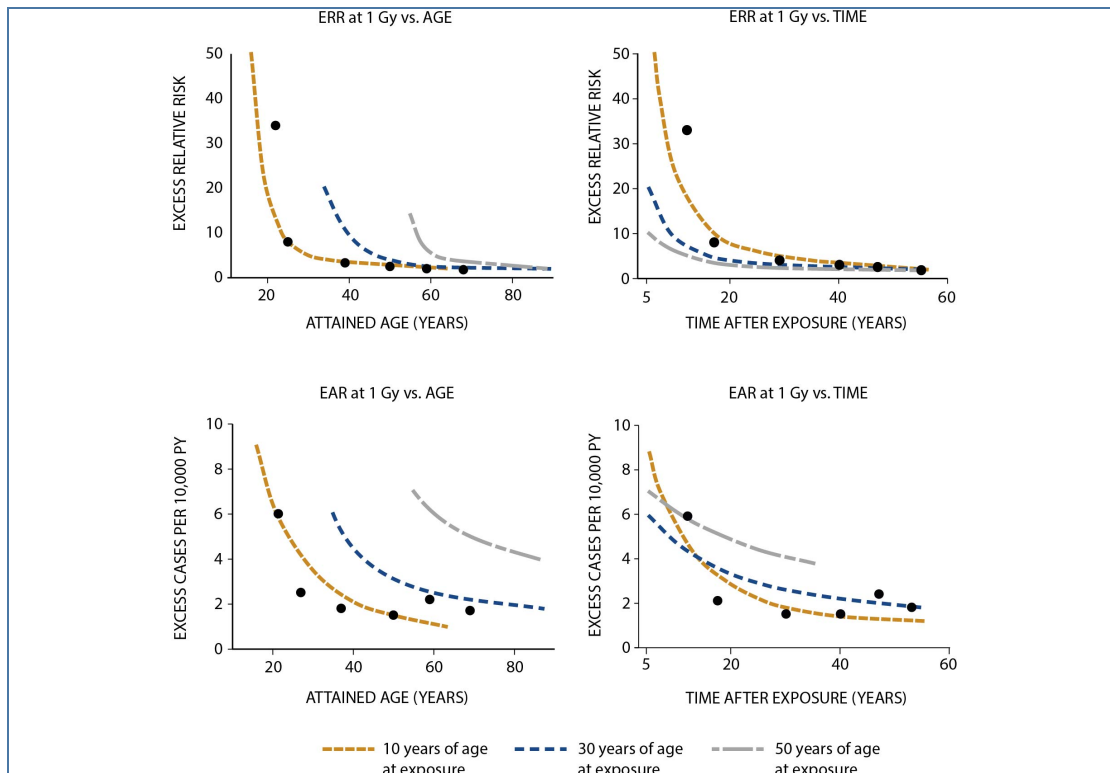 ERR at 1 Gy vs. AGE
EXCESS RELATIVE RISK
50
40
30
20
10
0
20 40 60 80
ATTAINED AGE (YEARS)
ERR at 1 Gy vs. TIME
EXCESS RELATIVE RISK
50
40
30
20
10
0
5 20 40 60
TIME AFTER EXPOSURE (YEARS)
EAR at 1 Gy vs. AGE
EXCESS CASES PER 10,000 PY
10
8
6
4
2
0
20 40 60 80
ATTAINED AGE (YEARS)
EAR at 1 Gy vs. TIME
EXCESS CASES PER 10,000 PY
10
8
6
4
2
0
5 20 40 60
TIME AFTER EXPOSURE (YEARS)
10 years of age
at exposure
30 years of age
at exposure
50 years of age
at exposure